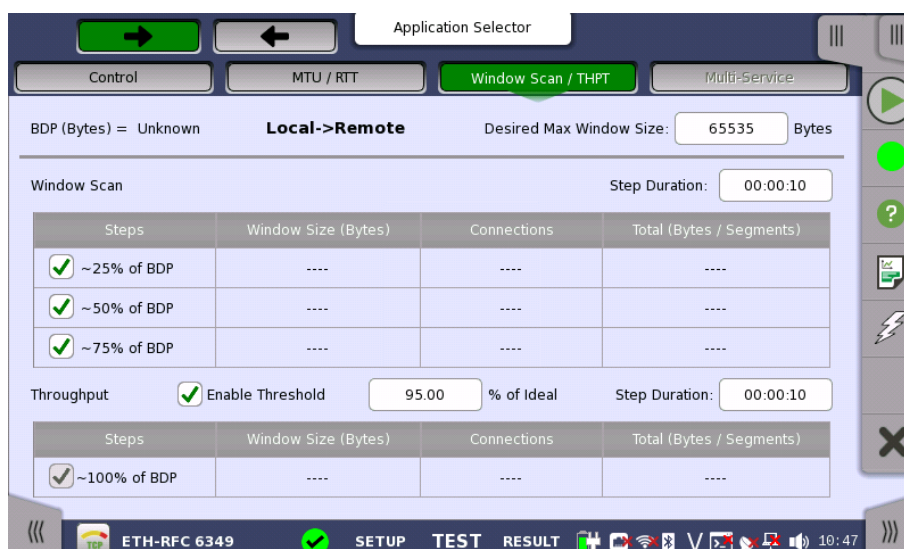 Application Selector
Control MTU / RTT Window Scan / THPT Multi-Service
BDP (Bytes) = Unknown Local->Remote Desired Max Window Size: 65535 Bytes
Window Scan Step Duration: 00:00:10
Steps Window Size (Bytes) Connections Total (Bytes / Segments)
~25% of BDP ---- ---- ----
~50% of BDP ---- ---- ----
~75% of BDP ---- ---- ----
Throughput Enable Threshold 95.00 % of Ideal Step Duration: 00:00:10
Steps Window Size (Bytes) Connections Total (Bytes / Segments)
~100% of BDP ---- ---- ----
TCP ETH-RFC 6349 SETUP TEST RESULT 10:47